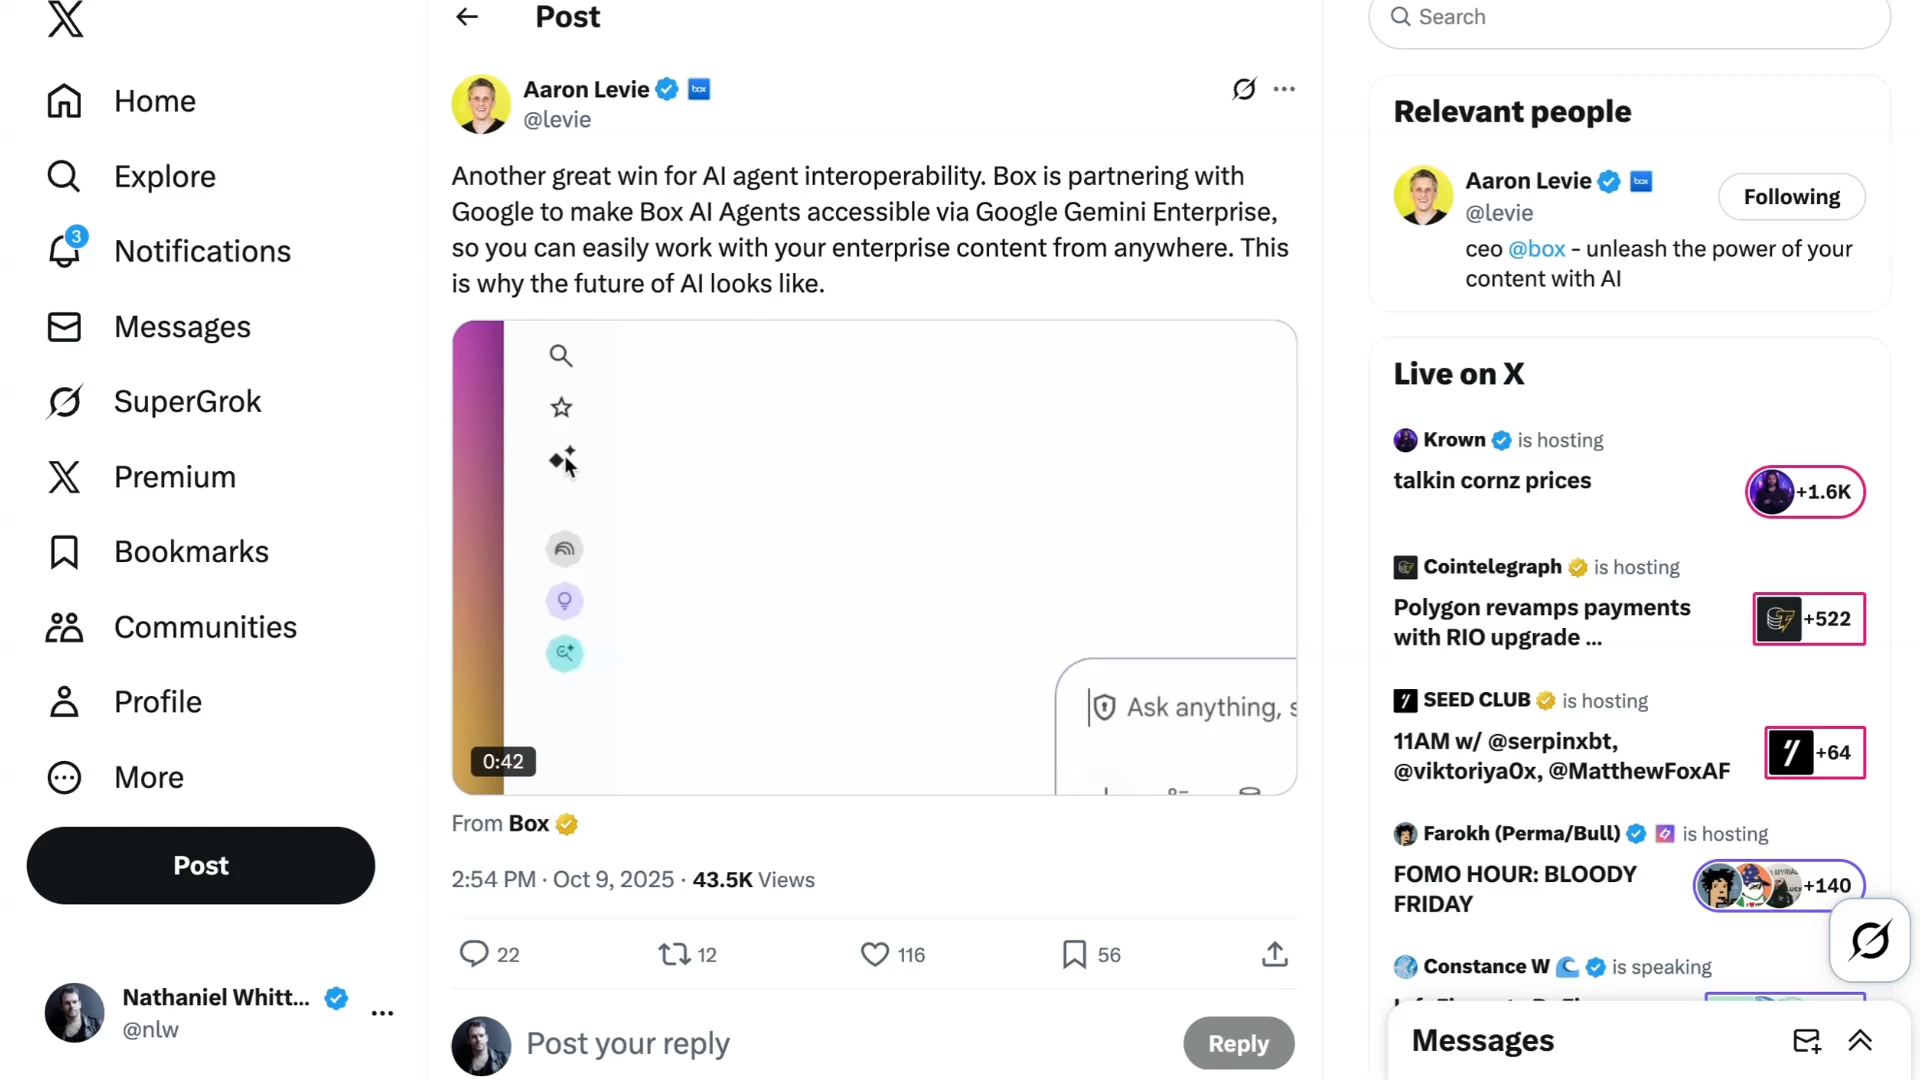 Home
Explore
3
Notifications
Messages
SuperGrok
Premium
Bookmarks
Communities
Profile
More
Post
Nathaniel Whitt...
@nlw
Post
Aaron Levie
box
@levie
Another great win for AI agent interoperability. Box is partnering with
Google to make Box AI Agents accessible via Google Gemini Enterprise,
so you can easily work with your enterprise content from anywhere. This
is why the future of AI looks like.
Ask anything, s
0:42
From Box
2:54 PM · Oct 9, 2025 · 43.5K Views
22
12
116
56
Post your reply
Reply
Search
Relevant people
Aaron Levie
box
@levie
Following
ceo @box - unleash the power of your
content with AI
Live on X
Krown is hosting
talkin cornz prices
+1.6K
Cointelegraph is hosting
Polygon revamps payments
with RIO upgrade ...
+522
SEED CLUB is hosting
11AM w/ @serpinxbt,
@viktoriya0x, @MatthewFoxAF
+64
Farokh (Perma/Bull) is hosting
FOMO HOUR: BLOODY
FRIDAY
+140
Constance W is speaking
Messages